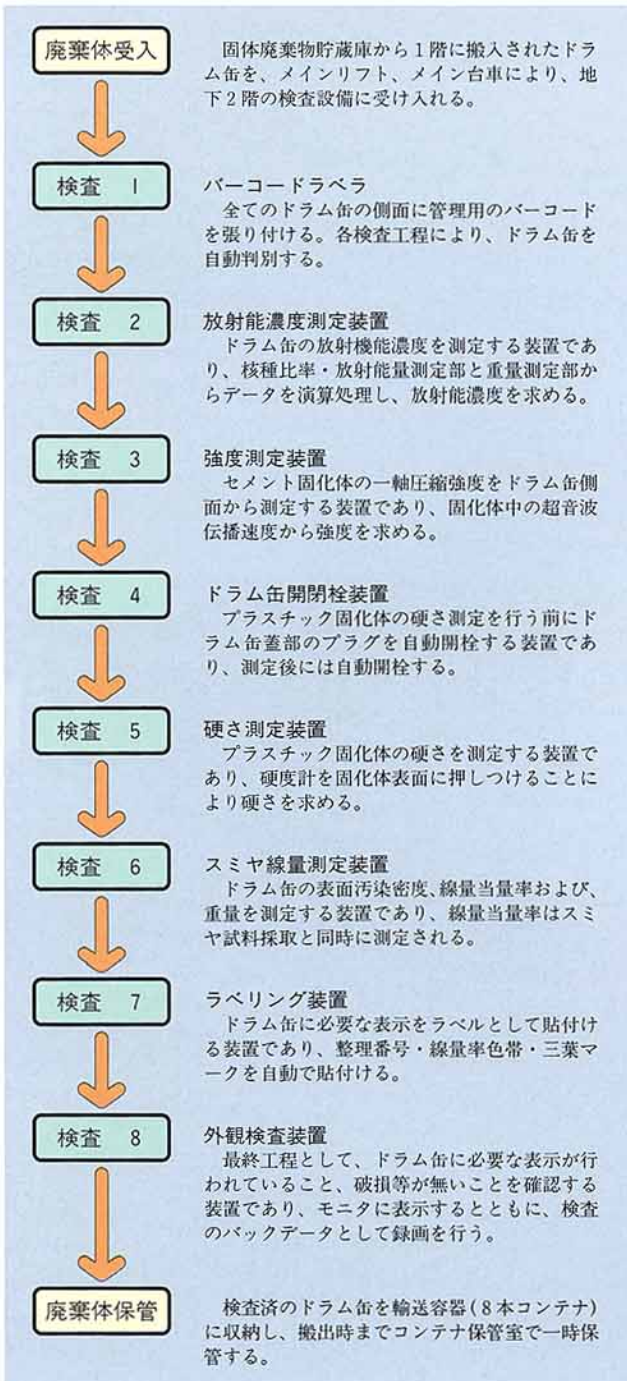 廃棄体受入
固体廃棄物貯蔵庫から1階に搬入されたドラ
ム缶を、メインリフト、メイン台車により、地
下2階の検査設備に受け入れる。
検査 1
バーコードラベラ
全てのドラム缶の側面に管理用のバーコード
を張り付ける。各検査工程により、ドラム缶を
自動判別する。
検査 2
放射能濃度測定装置
ドラム缶の放射機能濃度を測定する装置であ
り、核種比率・放射能量測定部と重量測定部か
らデータを演算処理し、放射能濃度を求める。
検査 3
強度測定装置
セメント固化体の一軸圧縮強度をドラム缶側
面から測定する装置であり、固化体中の超音波
伝播速度から強度を求める。
検査 4
ドラム缶開閉栓装置
プラスチック固化体の硬さ測定を行う前にド
ラム缶蓋部のプラグを自動開栓する装置であ
り、測定後には自動開栓する。
検査 5
硬さ測定装置
プラスチック固化体の硬さを測定する装置で
あり、硬度計を固化体表面に押しつけることに
より硬さを求める。
検査 6
スミヤ線量測定装置
ドラム缶の表面汚染密度、線量当量率および、
重量を測定する装置であり、線量当量率はスミ
ヤ試料採取と同時に測定される。
検査 7
ラベリング装置
ドラム缶に必要な表示をラベルとして貼付け
る装置であり、整理番号・線量率色帯・三葉マ
ークを自動で貼付ける。
検査 8
外観検査装置
最終工程として、ドラム缶に必要な表示が行
われていること、破損等が無いことを確認する
装置であり、モニタに表示するとともに、検査
のバックデータとして録画を行う。
廃棄体保管
検査済のドラム缶を輸送容器(8本コンテナ)
に収納し、搬出時までコンテナ保管室で一時保
管する。